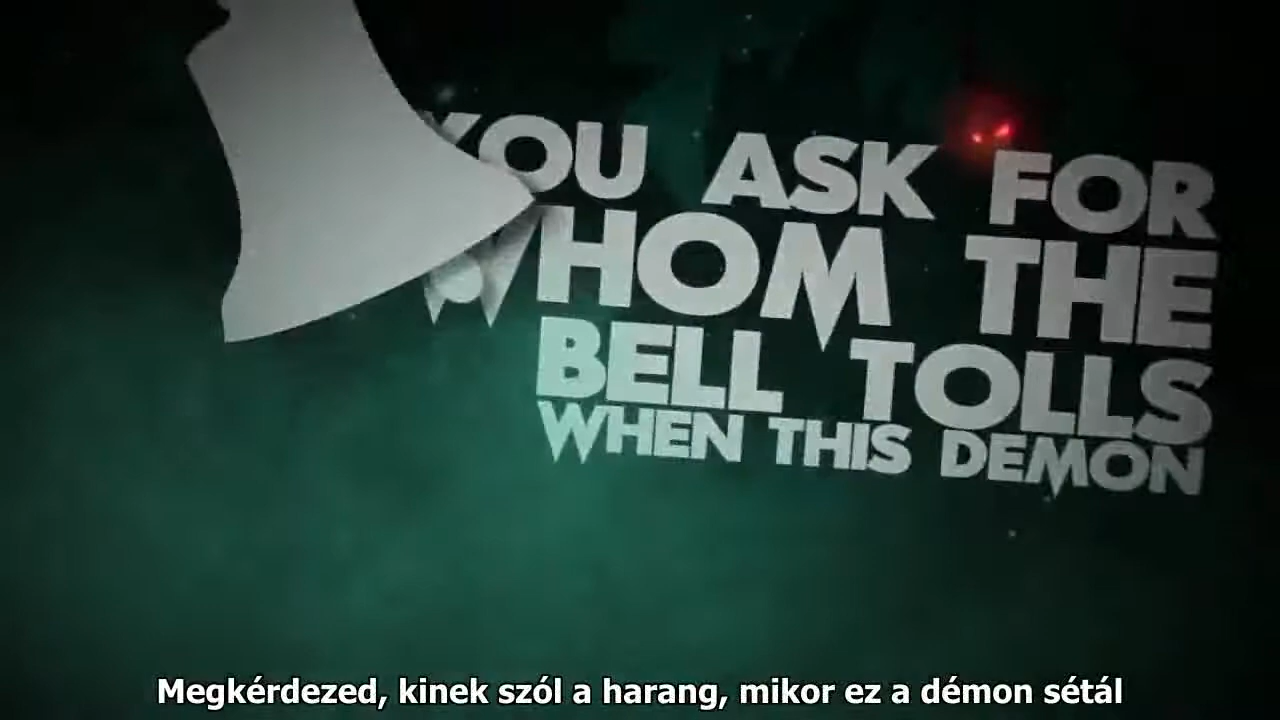 YOU ASK FOR
WHOM THE
BELL TOLLS
WHEN THIS DEMON
Megkérdezed, kinek szól a harang, mikor ez a démon sétál